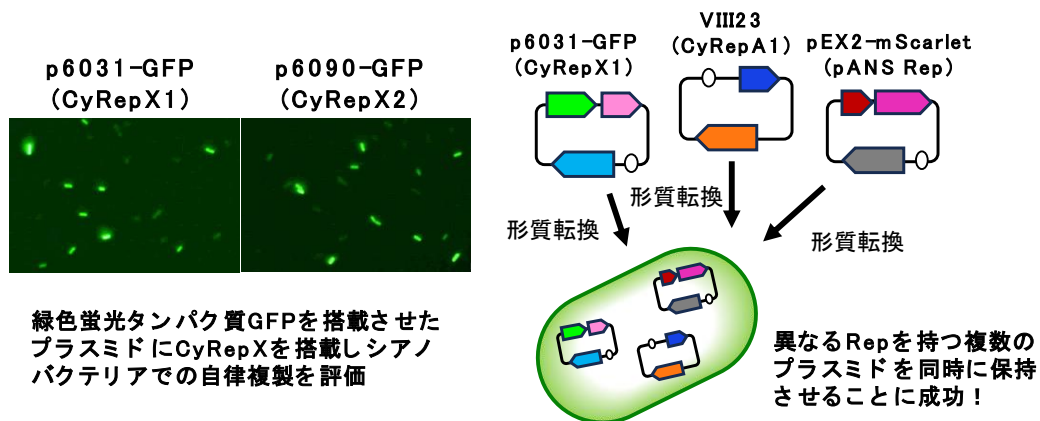 p6031-GFP
(CyRepX1)
p6090-GFP
(CyRepX2)
緑色蛍光タンパク質GFPを搭載させた
プラスミドにCyRepXを搭載しシアノ
バクテリアでの自律複製を評価
p6031-GFP
(CyRepX1)
VIII23
(CyRepA1)
pEX2-mScarlet
(pANS Rep)
形質転換
形質転換
形質転換
異なるRepを持つ複数の
プラスミドを同時に保持
させることに成功！